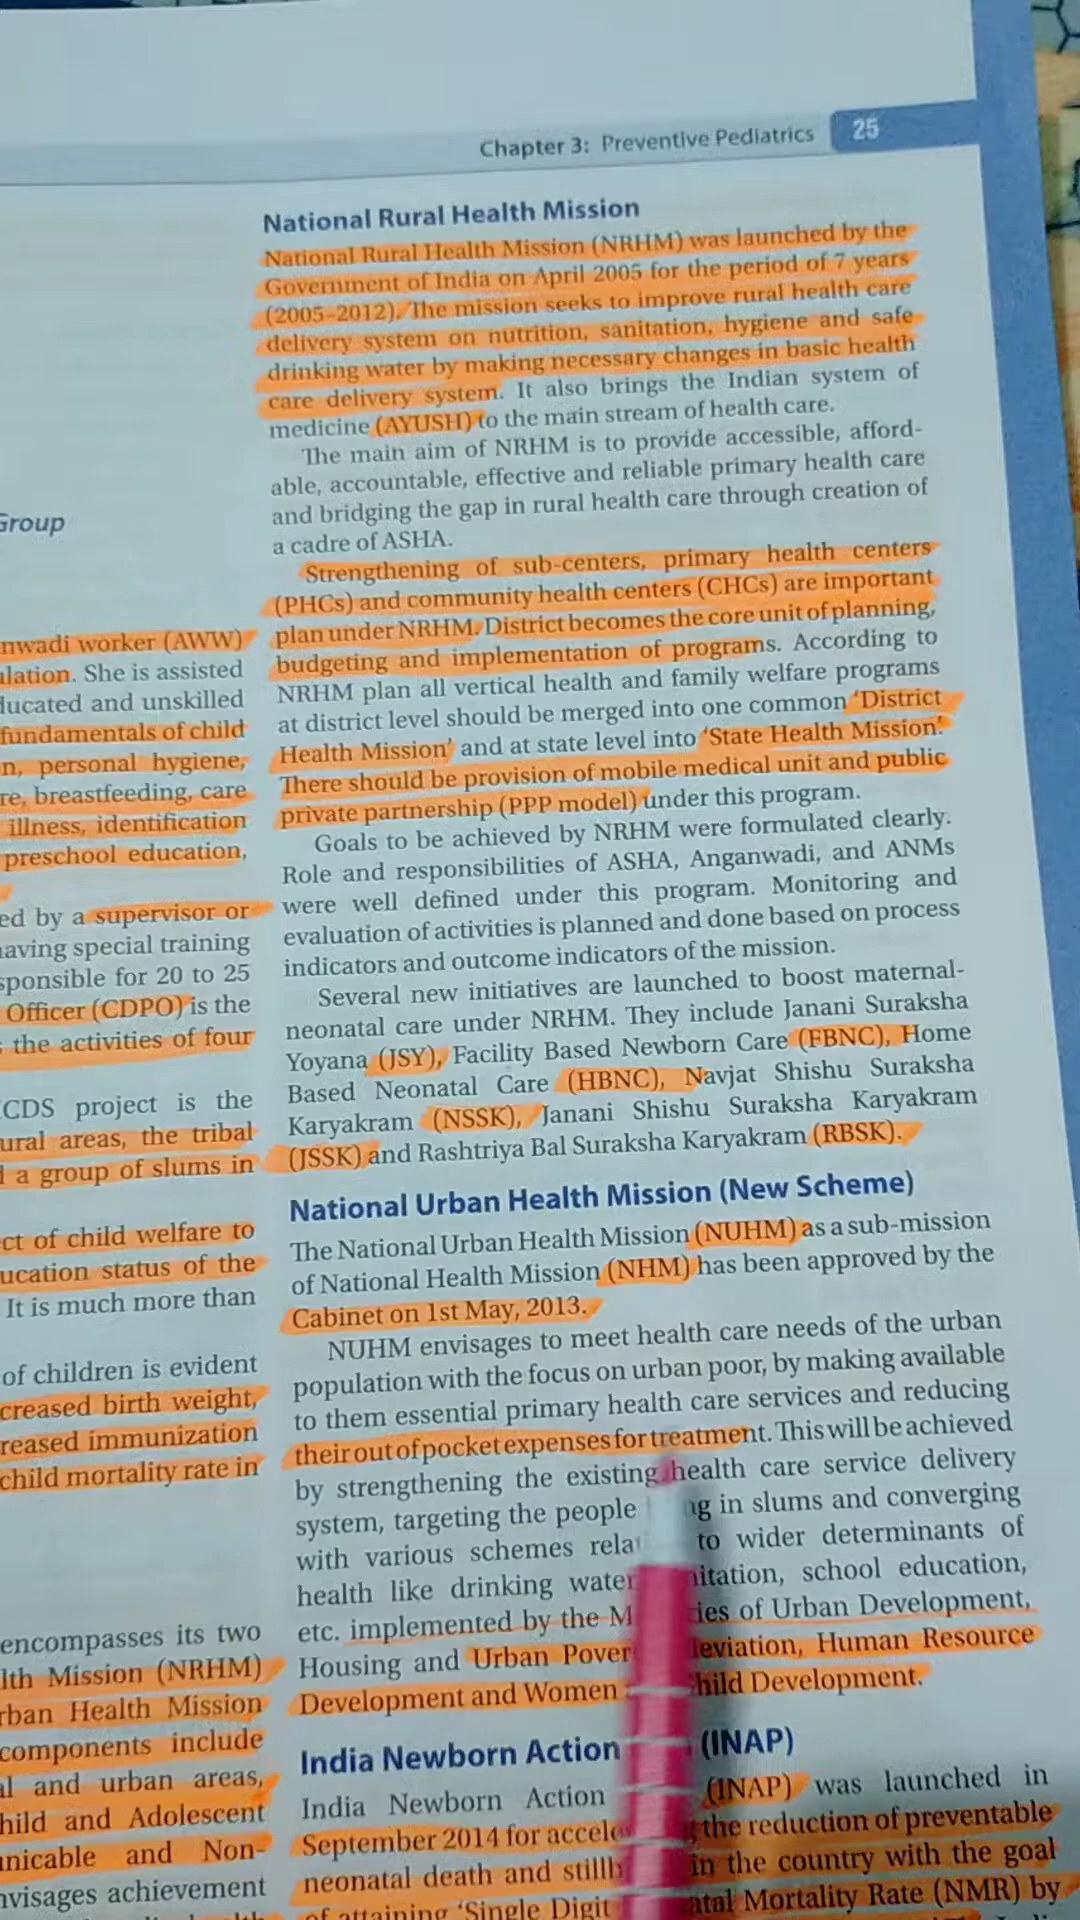 Chapter 3: Preventive Pediatrics 25
Group
nwadi worker (AWW)
ulation. She is assisted
ducated and unskilled
fundamentals of child
n, personal hygiene,
re, breastfeeding, care
illness, identification
preschool education,
ed by a supervisor or
having special training
sponsible for 20 to 25
Officer (CDPO) is the
the activities of four
CDS project is the
ural areas, the tribal
a group of slums in
ct of child welfare to
ucation status of the
It is much more than
of children is evident
creased birth weight,
reased immunization
child mortality rate in
encompasses its two
lth Mission (NRHM)
rban Health Mission
components include
al and urban areas,
hild and Adolescent
unicable and Non-
nvisages achievement
National Rural Health Mission
National Rural Health Mission (NRHM) was launched by the
Government of India on April 2005 for the period of 7 years
(2005–2012). The mission seeks to improve rural health care
delivery system on nutrition, sanitation, hygiene and safe
drinking water by making necessary changes in basic health
care delivery system. It also brings the Indian system of
medicine (AYUSH) to the main stream of health care.
The main aim of NRHM is to provide accessible, afford-
able, accountable, effective and reliable primary health care
and bridging the gap in rural health care through creation of
a cadre of ASHA.
Strengthening of sub-centers, primary health centers
(PHCs) and community health centers (CHCs) are important
plan under NRHM. District becomes the core unit of planning,
budgeting and implementation of programs. According to
NRHM plan all vertical health and family welfare programs
at district level should be merged into one common 'District
Health Mission' and at state level into 'State Health Mission'.
There should be provision of mobile medical unit and public
private partnership (PPP model) under this program.
Goals to be achieved by NRHM were formulated clearly.
Role and responsibilities of ASHA, Anganwadi, and ANMs
were well defined under this program. Monitoring and
evaluation of activities is planned and done based on process
indicators and outcome indicators of the mission.
Several new initiatives are launched to boost maternal-
neonatal care under NRHM. They include Janani Suraksha
Yoyana (JSY), Facility Based Newborn Care (FBNC), Home
Based Neonatal Care (HBNC), Navjat Shishu Suraksha
Karyakram (NSSK), Janani Shishu Suraksha Karyakram
(JSSK) and Rashtriya Bal Suraksha Karyakram (RBSK).
National Urban Health Mission (New Scheme)
The National Urban Health Mission (NUHM) as a sub-mission
of National Health Mission (NHM) has been approved by the
Cabinet on 1st May, 2013.
NUHM envisages to meet health care needs of the urban
population with the focus on urban poor, by making available
to them essential primary health care services and reducing
their out of pocket expenses for treatment. This will be achieved
by strengthening the existing health care service delivery
system, targeting the people in slums and converging
with various schemes to wider determinants of
health like drinking water, school education,
etc. implemented by the of Urban Development,
Housing and Urban Human Resource
Development and Women Child Development.
India Newborn Action (INAP)
India Newborn Action (INAP) was launched in
September 2014 for the reduction of preventable
neonatal death and in the country with the goal
of attaining 'Single Digit Mortality Rate (NMR) by